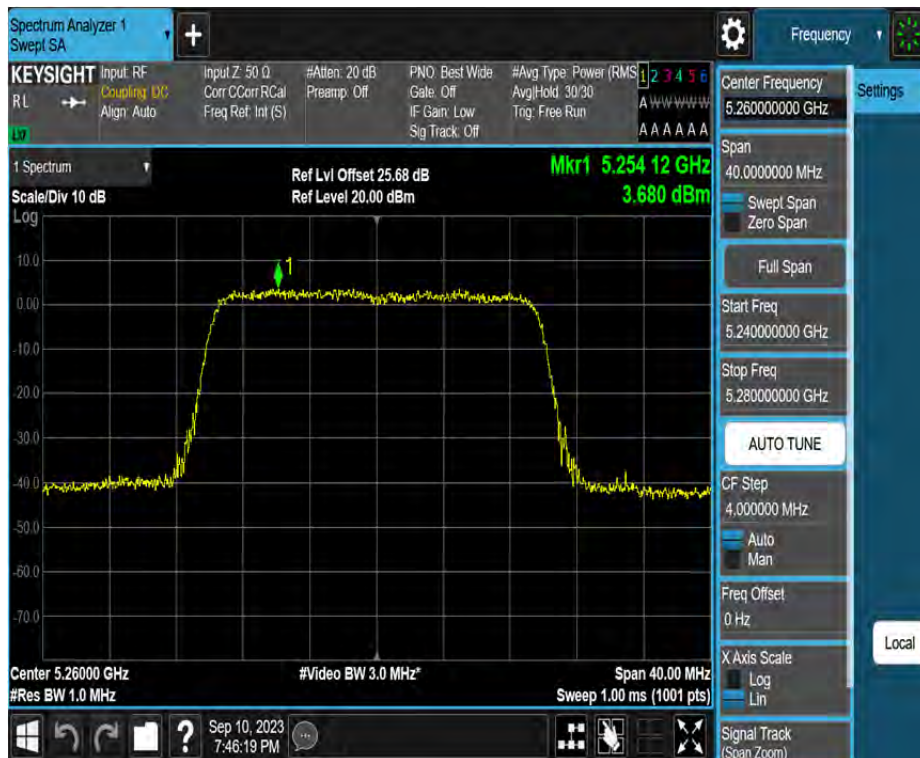 Spectrum Analyzer 1
Swept SA
+
Frequency
KEYSIGHT
RL
LXI
Input: RF
Coupling: DC
Align: Auto
Input Z: 50 Ω
Corr CCorr RCal
Freq Ref: Int (S)
#Atten: 20 dB
Preamp: Off
PNO: Best Wide
Gate: Off
IF Gain: Low
Sig Track: Off
#Avg Type: Power (RMS
Avg|Hold: 30/30
Trig: Free Run
1 2 3 4 5 6
A W W W W W
A A A A A A
1 Spectrum
Scale/Div 10 dB
Log
Ref Lvl Offset 25.68 dB
Ref Level 20.00 dBm
Mkr1 5.254 12 GHz
3.680 dBm
1
10.0
0.00
-10.0
-20.0
-30.0
-40.0
-50.0
-60.0
-70.0
Center 5.26000 GHz
#Res BW 1.0 MHz
#Video BW 3.0 MHz*
Span 40.00 MHz
Sweep 1.00 ms (1001 pts)
?
Sep 10, 2023
7:46:19 PM
Center Frequency
5.260000000 GHz
Span
40.0000000 MHz
Swept Span
Zero Span
Full Span
Start Freq
5.240000000 GHz
Stop Freq
5.280000000 GHz
AUTO TUNE
CF Step
4.000000 MHz
Auto
Man
Freq Offset
0 Hz
X Axis Scale
Log
Lin
Signal Track
(Span Zoom)
Settings
Local